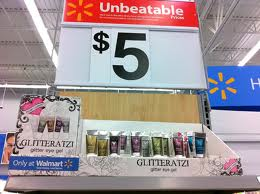 Unbeatable
Prices
$5
GLITTERATZI
glitter eye gel
Only at Walmart
GLITTERATZI
glitter eye gel